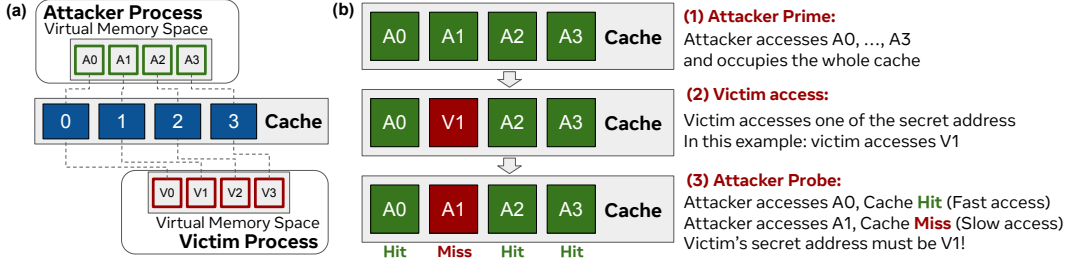 (a)
Attacker Process
Virtual Memory Space
A0 A1 A2 A3
0 1 2 3 Cache
V0 V1 V2 V3
Virtual Memory Space
Victim Process
(b)
A0 A1 A2 A3 Cache
(1) Attacker Prime:
Attacker accesses A0, ..., A3
and occupies the whole cache
A0 V1 A2 A3 Cache
(2) Victim access:
Victim accesses one of the secret address
In this example: victim accesses V1
A0 A1 A2 A3 Cache
Hit Miss Hit Hit
(3) Attacker Probe:
Attacker accesses A0, Cache Hit (Fast access)
Attacker accesses A1, Cache Miss (Slow access)
Victim's secret address must be V1!